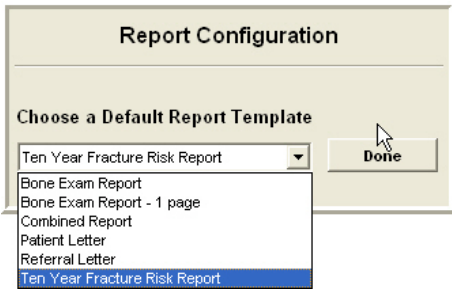 Report Configuration
Choose a Default Report Template
Ten Year Fracture Risk Report
Done
Bone Exam Report
Bone Exam Report - 1 page
Combined Report
Patient Letter
Referral Letter
Ten Year Fracture Risk Report